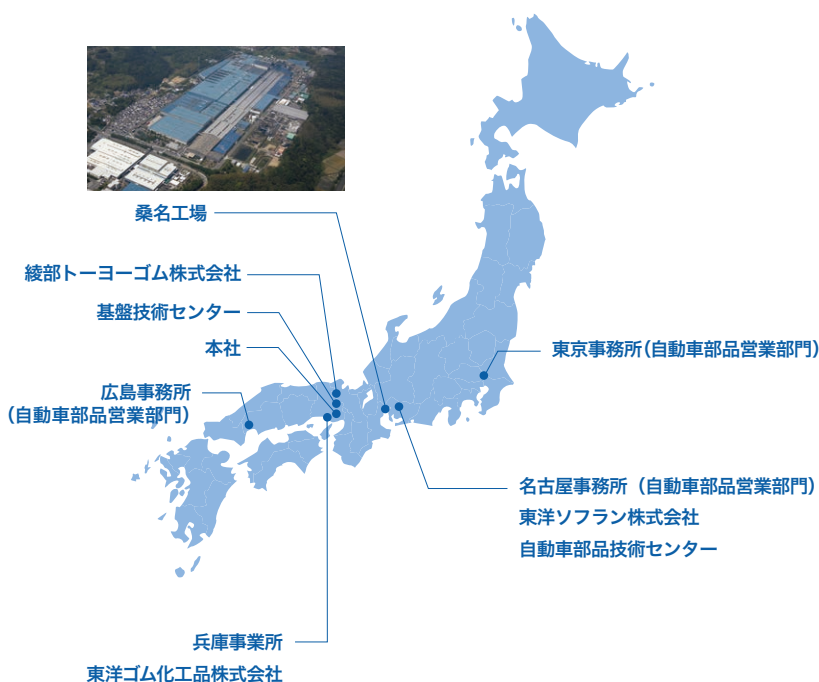 桑名工場
綾部トーヨーゴム株式会社
基盤技術センター
本社
広島事務所
（自動車部品営業部門）
東京事務所（自動車部品営業部門）
名古屋事務所（自動車部品営業部門）
東洋ソフラン株式会社
自動車部品技術センター
兵庫事業所
東洋ゴム化工品株式会社